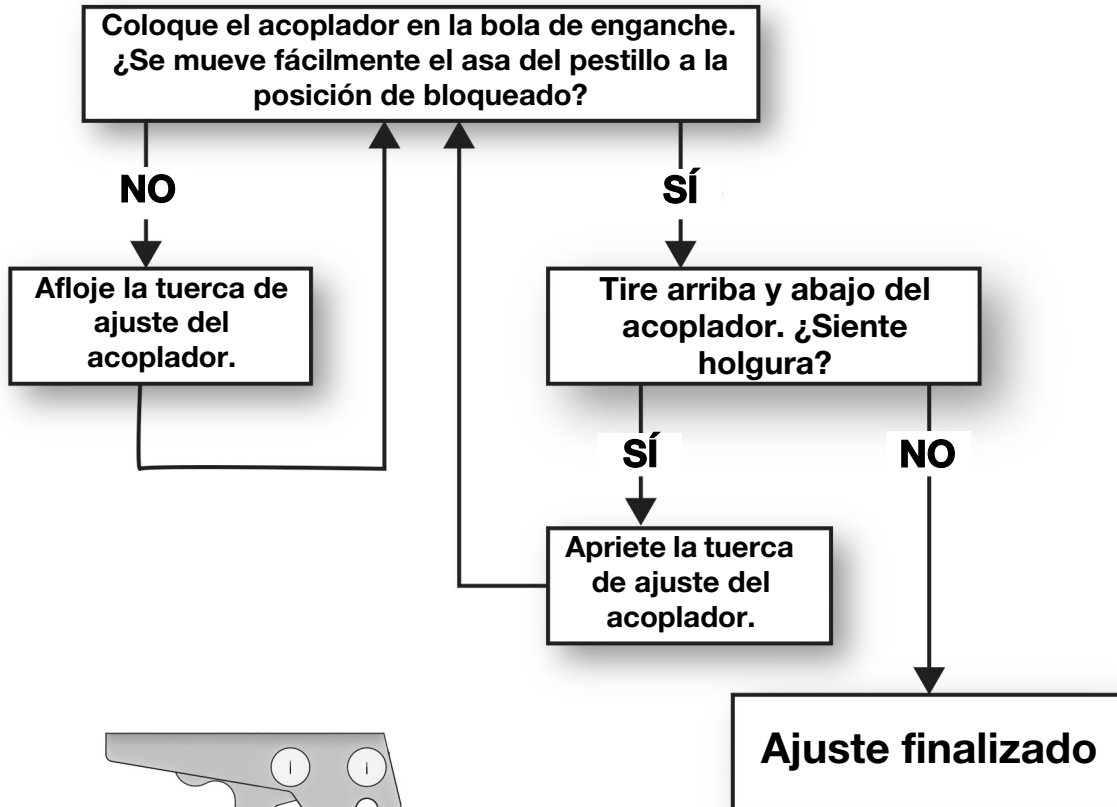 Coloque el acoplador en la bola de enganche.
¿Se mueve fácilmente el asa del pestillo a la
posición de bloqueado?
NO
SÍ
Afloje la tuerca de
ajuste del
acoplador.
Tire arriba y abajo del
acoplador. ¿Siente
holgura?
SÍ
NO
Apriete la tuerca
de ajuste del
acoplador.
Ajuste finalizado